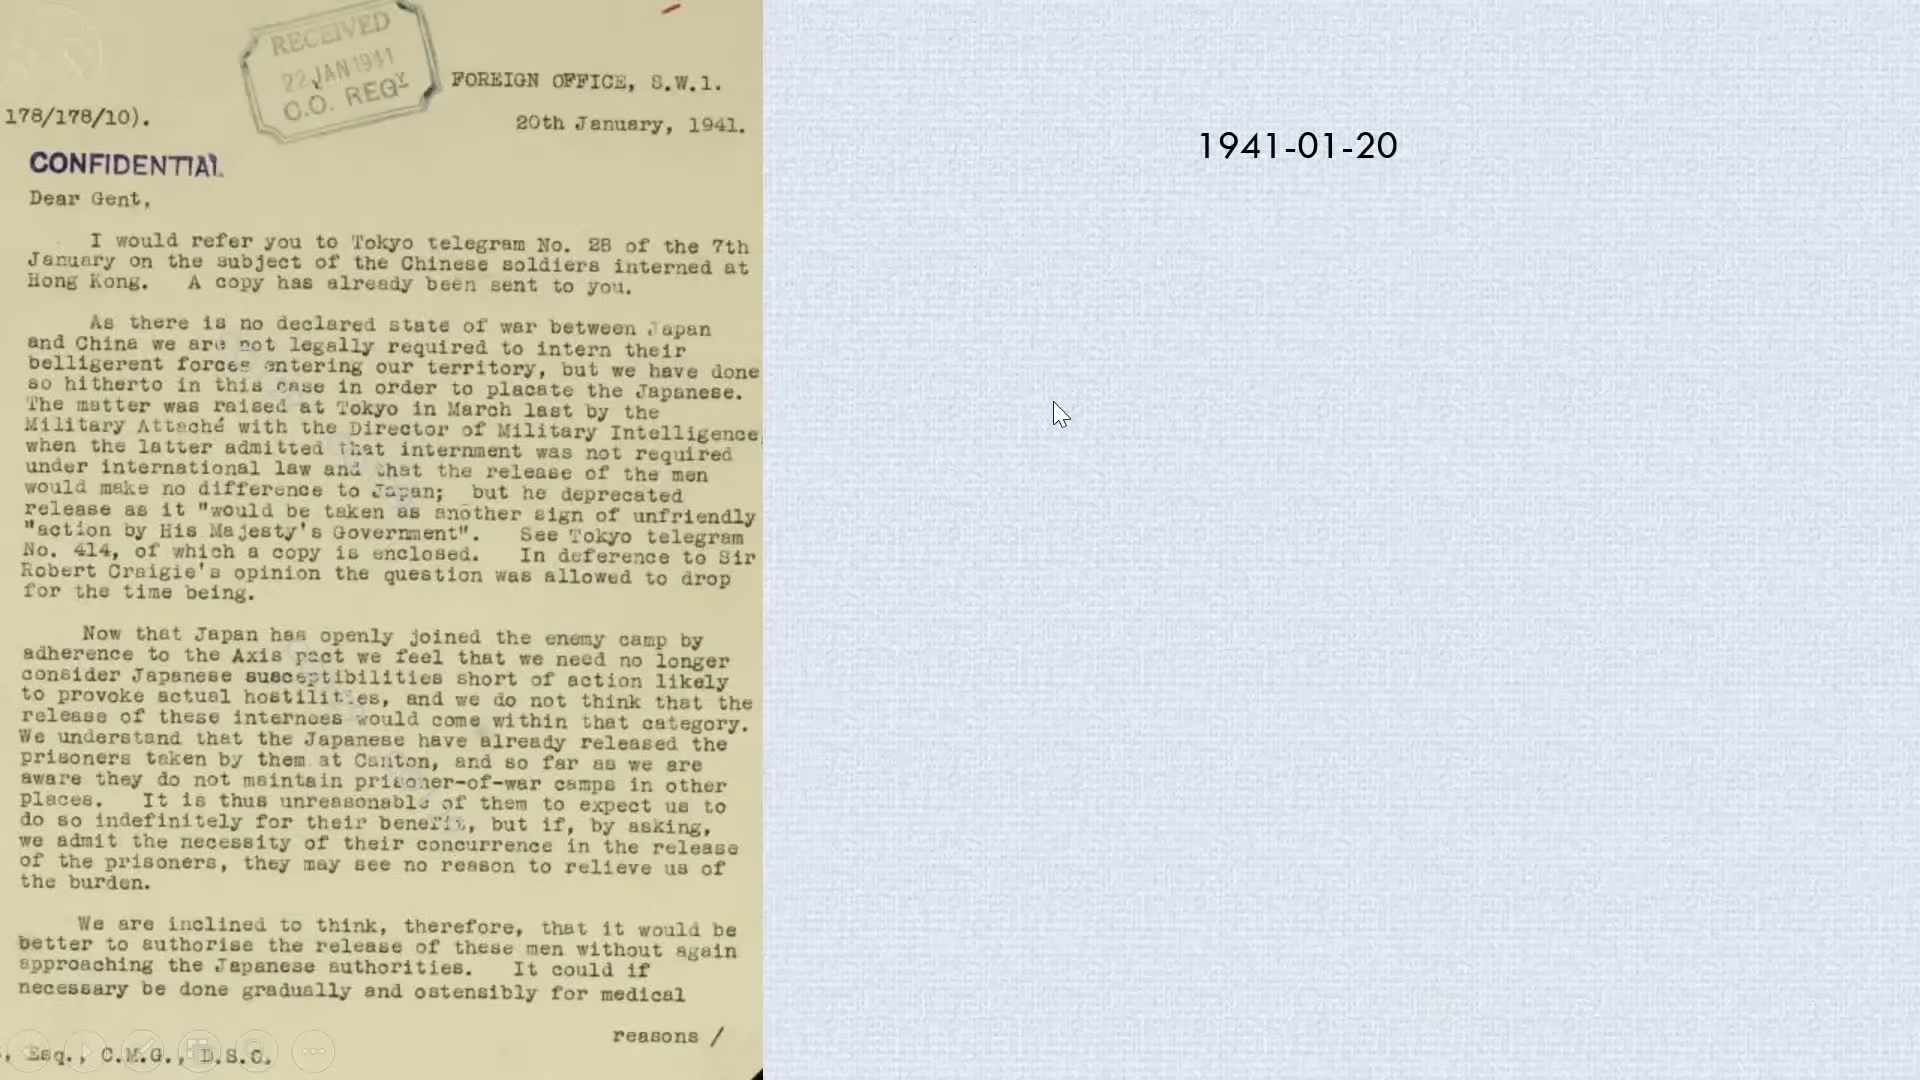 RECEIVED
22 JAN 1941
C.O. REGY
FOREIGN OFFICE, S.W.1.
178/178/10).
20th January, 1941.
CONFIDENTIAL
Dear Gent,
I would refer you to Tokyo telegram No. 28 of the 7th
January on the subject of the Chinese soldiers interned at
Hong Kong. A copy has already been sent to you.
As there is no declared state of war between Japan
and China we are not legally required to intern their
belligerent forces entering our territory, but we have done
so hitherto in this case in order to placate the Japanese.
The matter was raised at Tokyo in March last by the
Military Attaché with the Director of Military Intelligence
when the latter admitted that internment was not required
under international law and that the release of the men
would make no difference to Japan; but he deprecated
release as it "would be taken as another sign of unfriendly
"action by His Majesty's Government". See Tokyo telegram
No. 414, of which a copy is enclosed. In deference to Sir
Robert Craigie's opinion the question was allowed to drop
for the time being.
Now that Japan has openly joined the enemy camp by
adherence to the Axis pact we feel that we need no longer
consider Japanese susceptibilities short of action likely
to provoke actual hostilities, and we do not think that the
release of these internees would come within that category.
We understand that the Japanese have already released the
prisoners taken by them at Canton, and so far as we are
aware they do not maintain prisoner-of-war camps in other
places. It is thus unreasonable of them to expect us to
do so indefinitely for their benefit, but if, by asking,
we admit the necessity of their concurrence in the release
of the prisoners, they may see no reason to relieve us of
the burden.
We are inclined to think, therefore, that it would be
better to authorise the release of these men without again
approaching the Japanese authorities. It could if
necessary be done gradually and ostensibly for medical
reasons /
, Esq., C.M.G., D.S.O.
1941-01-20